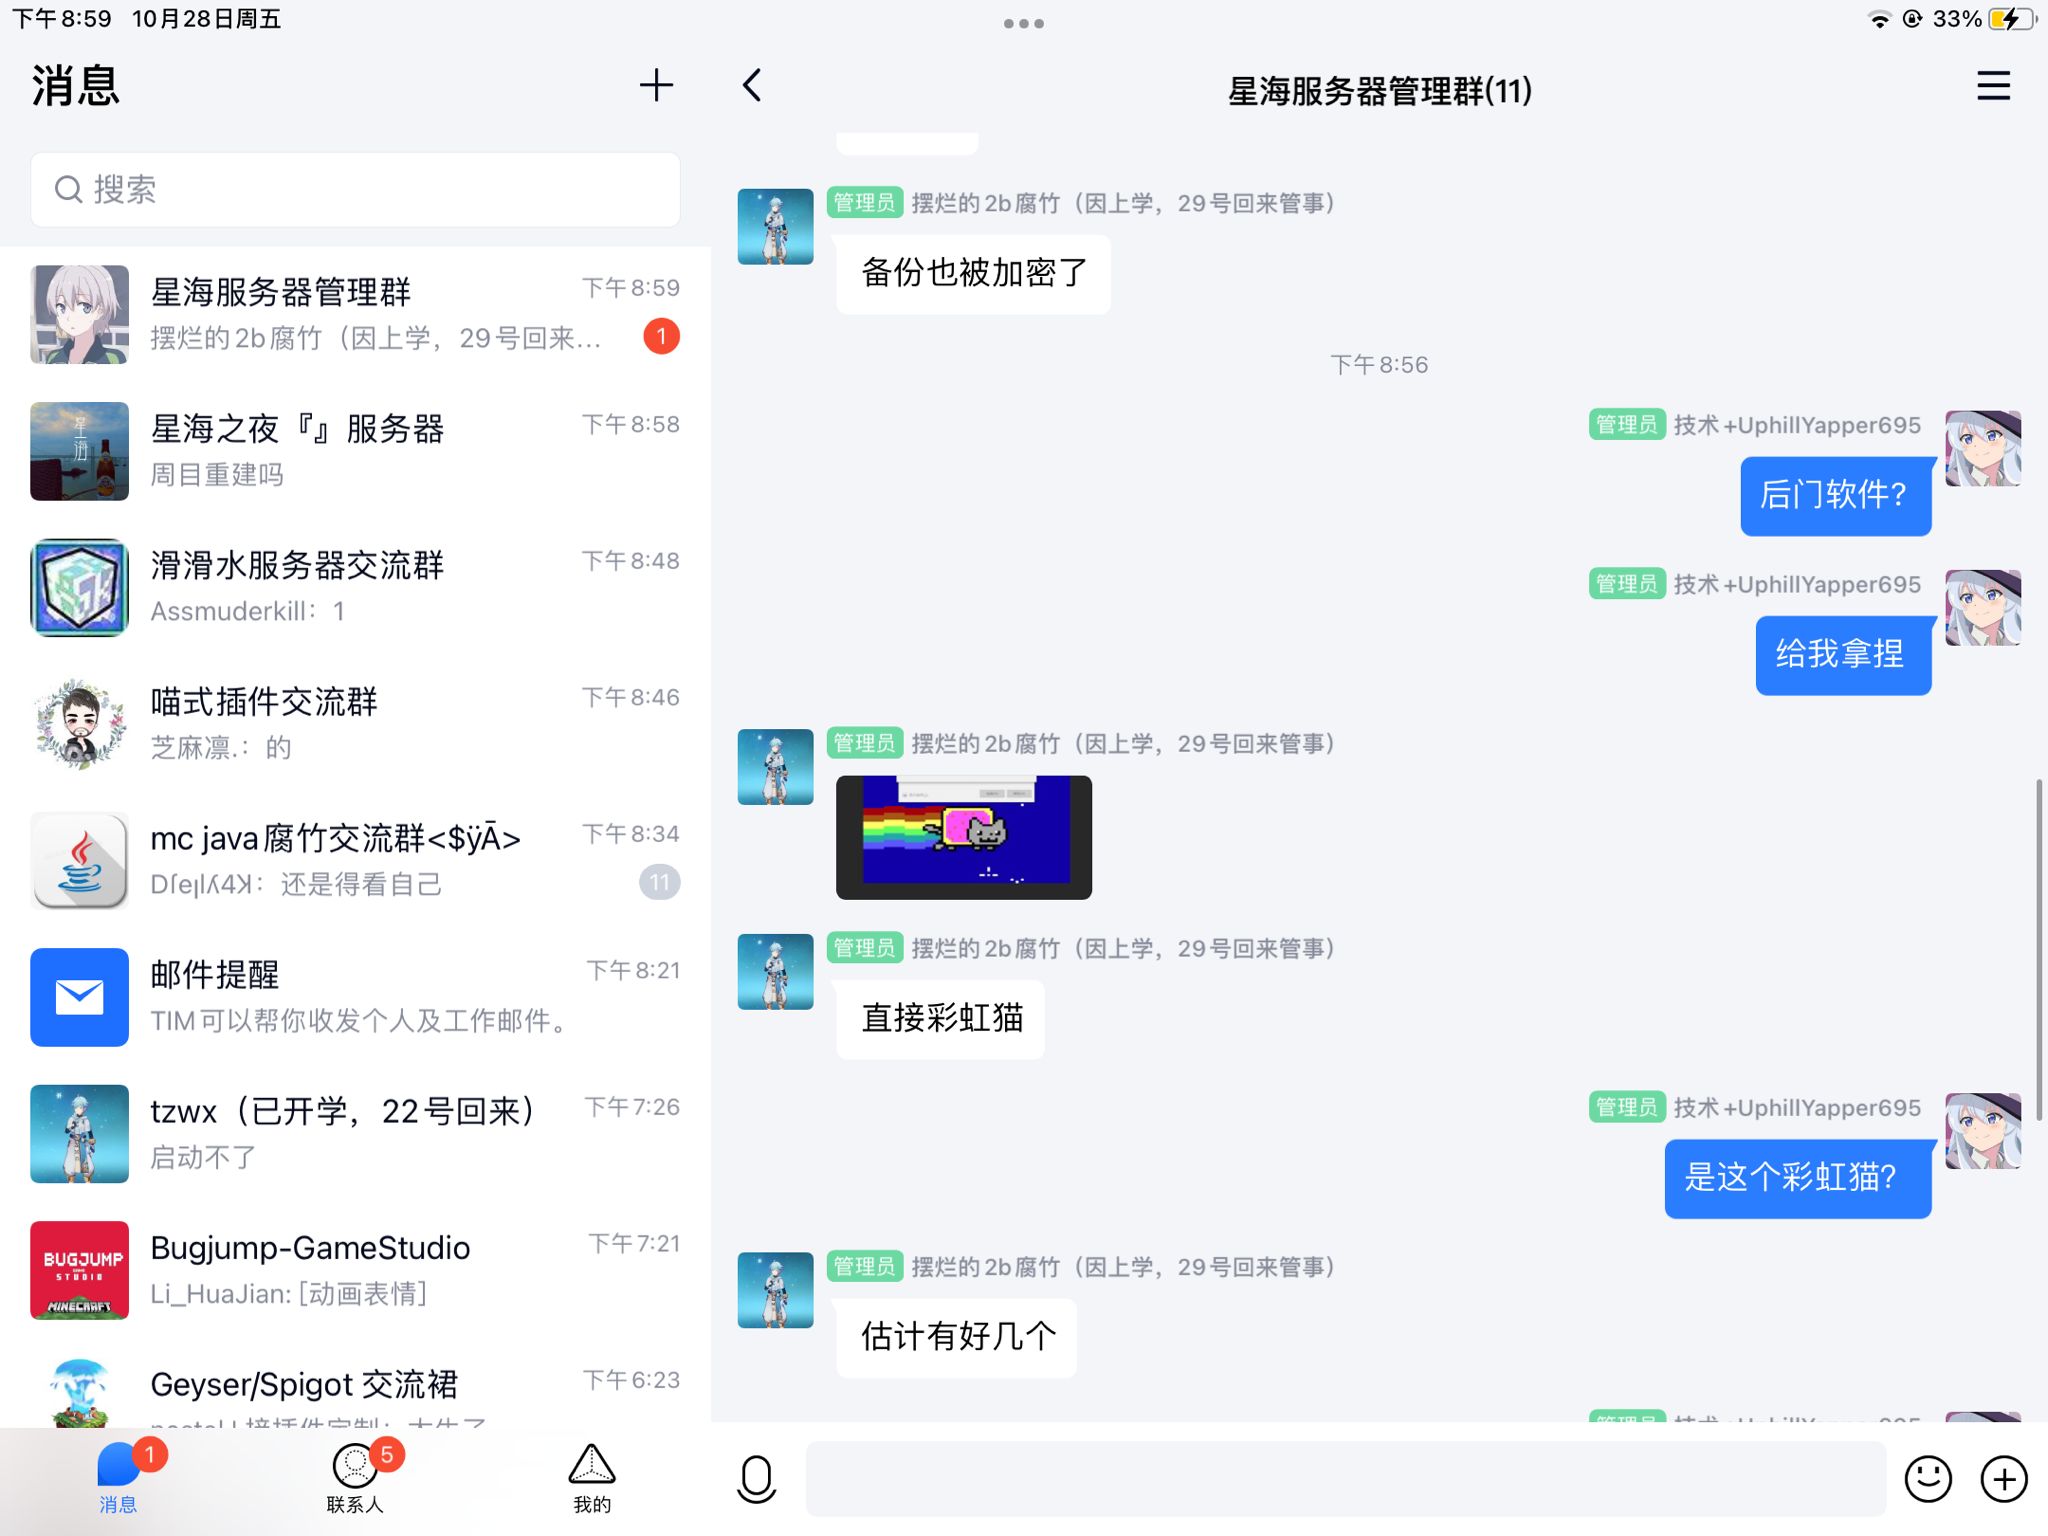 下午8:59 10月28日周五
33%
消息
搜索
星海服务器管理群
下午8:59
摆烂的2b腐竹（因上学，29号回来...
1
星海之夜『』服务器
下午8:58
周目重建吗
星海
滑滑水服务器交流群
下午8:48
Assmuderkill：1
喵式插件交流群
下午8:46
芝麻凛.：的
mc java腐竹交流群<$ÿĀ>
下午8:34
还是得看自己
11
邮件提醒
下午8:21
TIM可以帮你收发个人及工作邮件。
tzwx（已开学，22号回来）
下午7:26
启动不了
BUGJUMP
STUDIO
MINECRAFT
Bugjump-GameStudio
下午7:21
Li_HuaJian: [动画表情]
Geyser/Spigot 交流裙
下午6:23
1
消息
5
联系人
我的
星海服务器管理群(11)
管理员 摆烂的2b腐竹（因上学，29号回来管事）
备份也被加密了
下午8:56
管理员 技术+UphillYapper695
后门软件?
管理员 技术+UphillYapper695
给我拿捏
管理员 摆烂的2b腐竹（因上学，29号回来管事）
管理员 摆烂的2b腐竹（因上学，29号回来管事）
直接彩虹猫
管理员 技术+UphillYapper695
是这个彩虹猫?
管理员 摆烂的2b腐竹（因上学，29号回来管事）
估计有好几个